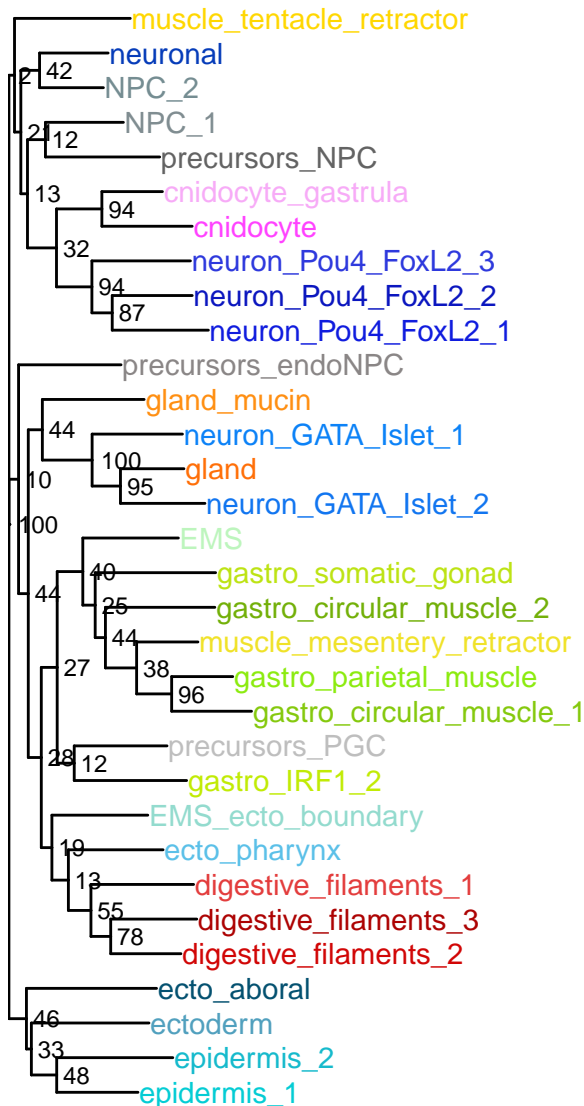 muscle_tentacle_retractor
neuronal
2
42
NPC_2
NPC_1
21
12
precursors_NPC
cnidocyte_gastrula
13
94
cnidocyte
32
neuron_Pou4_FoxL2_3
94
neuron_Pou4_FoxL2_2
87
neuron_Pou4_FoxL2_1
precursors_endoNPC
gland_mucin
44
neuron_GATA_Islet_1
100
gland
10
95
neuron_GATA_Islet_2
100
EMS
40
gastro_somatic_gonad
44
25
gastro_circular_muscle_2
44
muscle_mesentery_retractor
27
38
gastro_parietal_muscle
96
gastro_circular_muscle_1
precursors_PGC
28
12
gastro_IRF1_2
EMS_ecto_boundary
19
ecto_pharynx
13
digestive_filaments_1
55
digestive_filaments_3
78
digestive_filaments_2
ecto_aboral
46
ectoderm
33
epidermis_2
48
epidermis_1